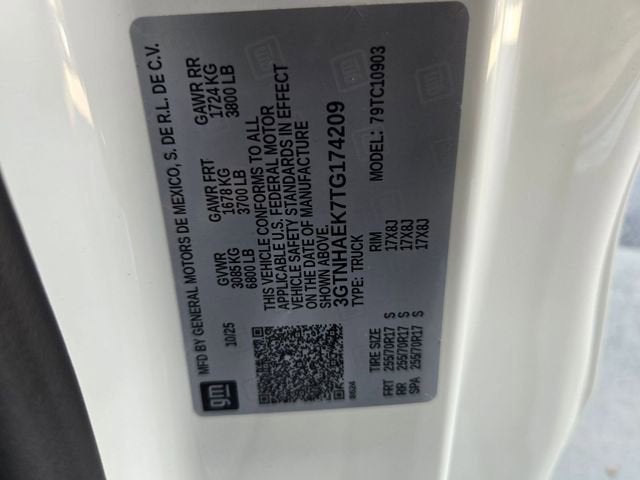 MFD BY GENERAL MOTORS DE MEXICO, S. DE R.L. DE C.V.
10/25 GVWR GAWR FRT GAWR RR
3085KG 1678 KG 1724 KG
6800 LB 3700 LB 3800 LB
THIS VEHICLE CONFORMS TO ALL
APPLICABLE U.S. FEDERAL MOTOR
VEHICLE SAFETY STANDARDS IN EFFECT
ON THE DATE OF MANUFACTURE
SHOWN ABOVE.
3GTNHAEK7TG174209
TYPE: TRUCK MODEL: 79TC10903
TIRE SIZE RIM
FRT 255/70R17 S 17X8J
RR 255/70R17 S 17X8J
SPA 255/70R17 S 17X8J
gm